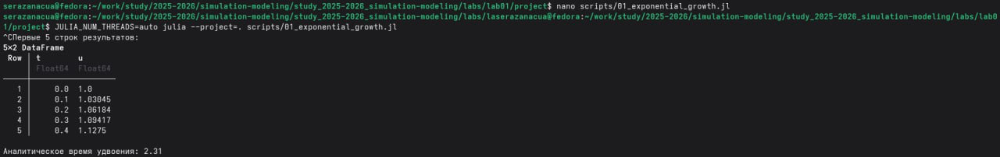 serazanacua@fedora:~/work/study/2025-2026/simulation-modeling/study_2025-2026_simulation-modeling/labs/lab01/project$ nano scripts/01_exponential_growth.jl
serazanacua@fedora:~/work/study/2025-2026/simulation-modeling/study_2025-2026_simulation-modeling/labs/laserazanacua@fedora:~/work/study/2025-2026/simulation-modeling/study_2025-2026_simulation-modeling/labs/lab0
1/project$ JULIA_NUM_THREADS=auto julia --project=. scripts/01_exponential_growth.jl
^CПервые 5 строк результатов:
5×2 DataFrame
Row t u
Float64 Float64
1 0.0 1.0
2 0.1 1.03045
3 0.2 1.06184
4 0.3 1.09417
5 0.4 1.1275
Аналитическое время удвоения: 2.31